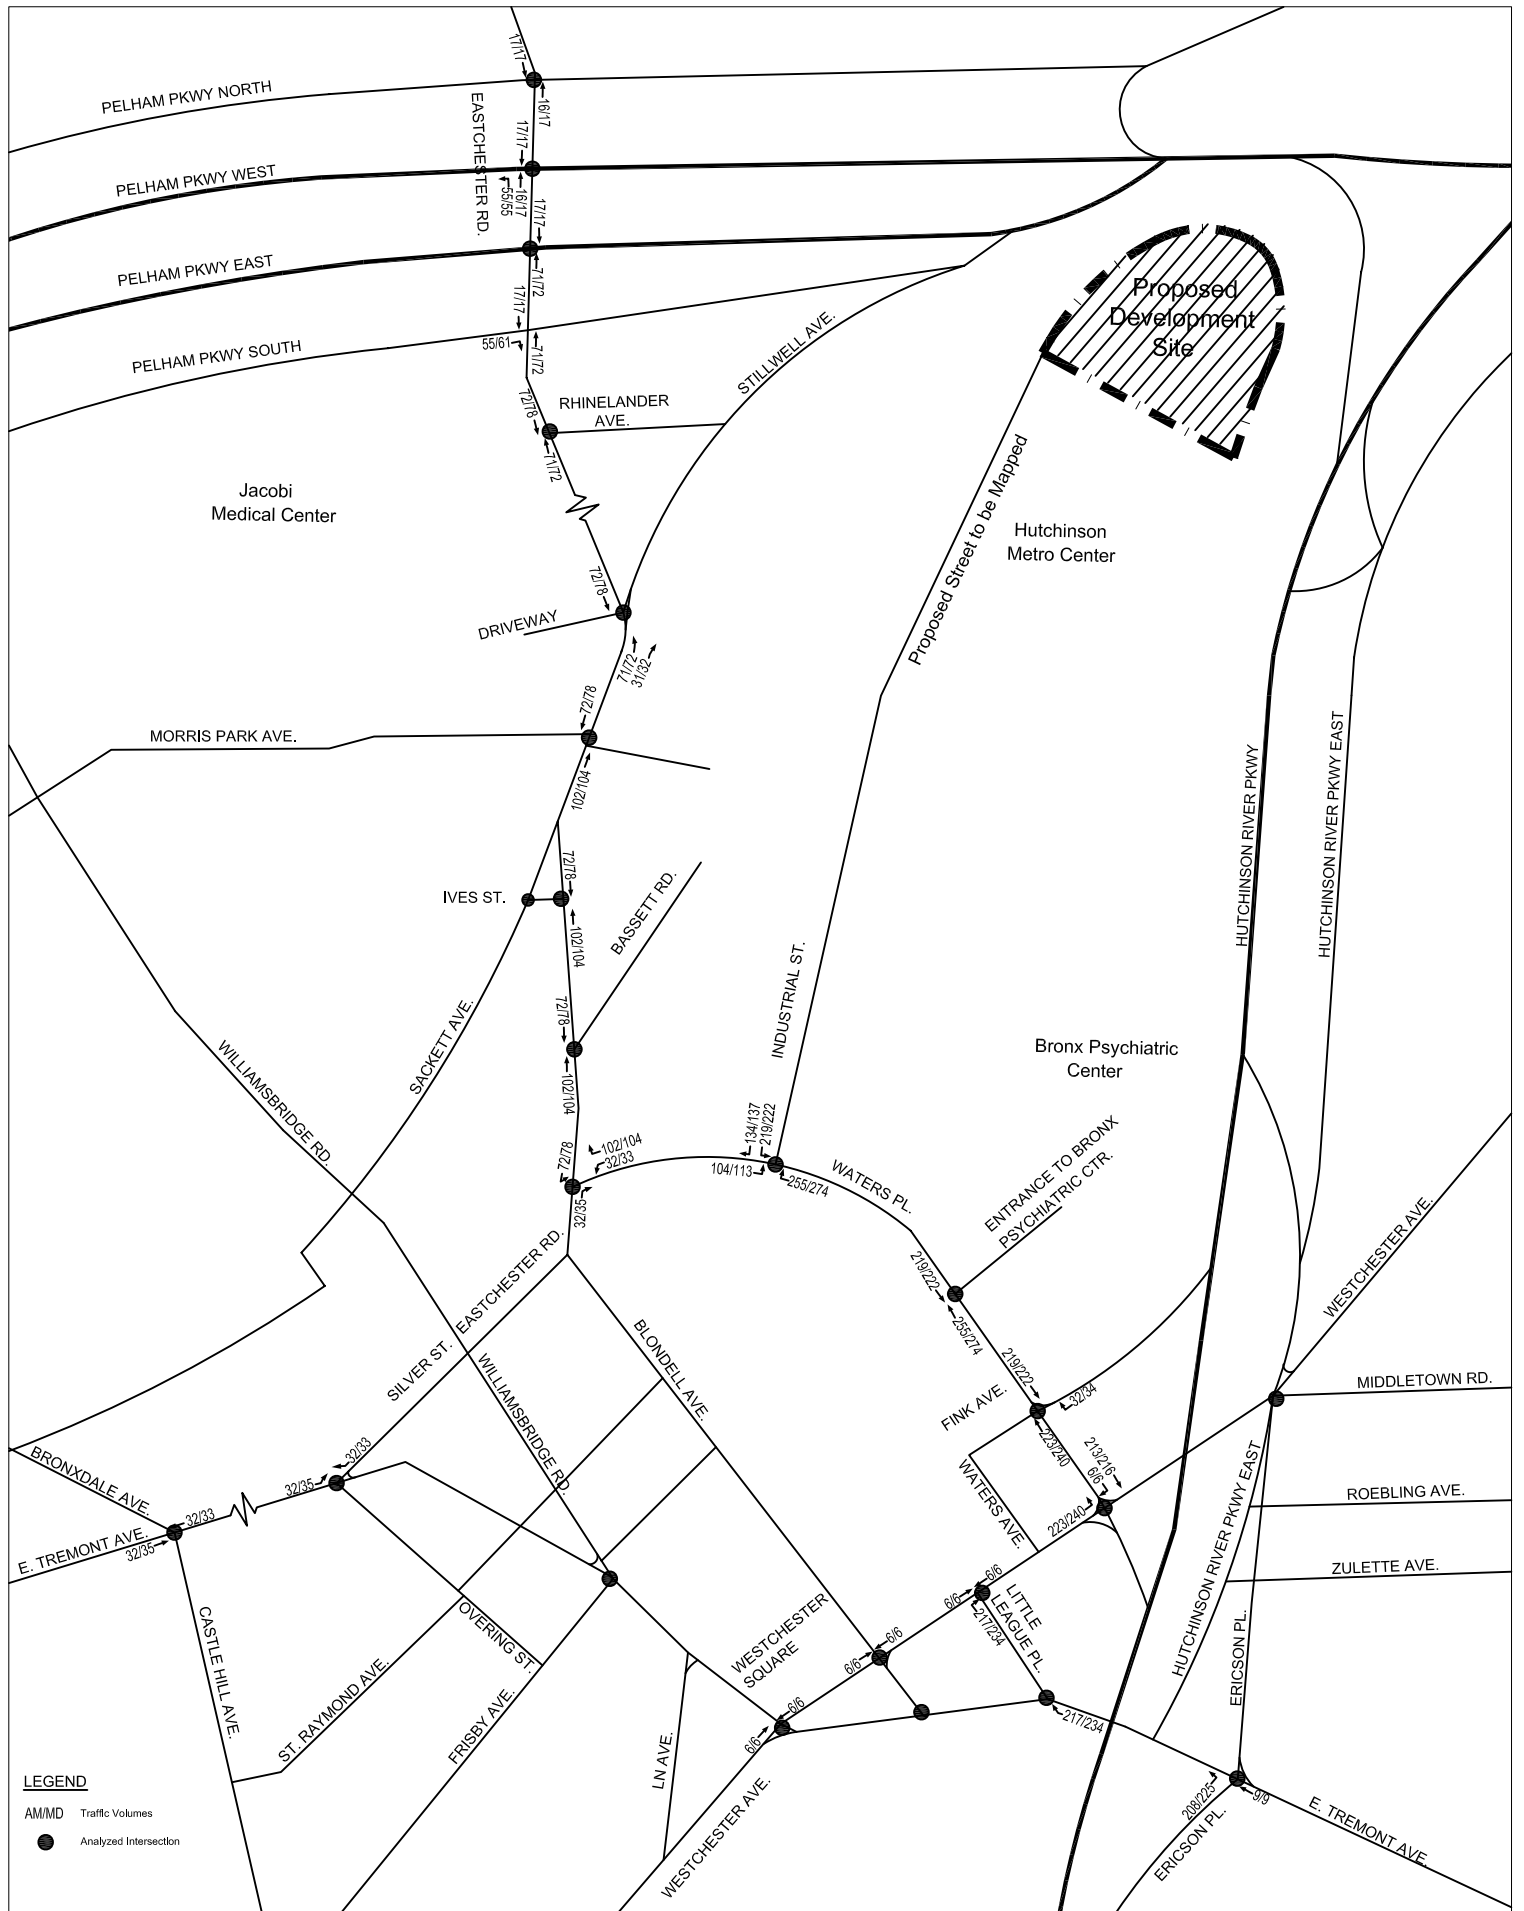 17/17
PELHAM PKWY NORTH
16/17
EASTCHESTER RD.
17/17
PELHAM PKWY WEST
55/55
16/17
17/17
PELHAM PKWY EAST
71/72
17/17
PELHAM PKWY SOUTH
55/61
71/72
STILLWELL AVE.
Proposed
Development
Site
72/78
RHINELANDER
AVE.
71/72
Jacobi
Medical Center
Proposed Street to be Mapped
Hutchinson
Metro Center
72/78
DRIVEWAY
71/72
31/32
72/78
MORRIS PARK AVE.
102/104
HUTCHINSON RIVER PKWY
HUTCHINSON RIVER PKWY EAST
72/78
IVES ST.
BASSETT RD.
102/104
INDUSTRIAL ST.
72/78
SACKETT AVE.
WILLIAMSBRIDGE RD.
102/104
Bronx Psychiatric
Center
134/137
219/222
102/104
32/33
72/78
104/113
255/274
WATERS PL.
ENTRANCE TO BRONX
PSYCHIATRIC CTR.
32/35
EASTCHESTER RD.
219/222
255/274
WESTCHESTER AVE.
SILVER ST.
WILLIAMSBRIDGE RD.
BLONDELL AVE.
219/222
32/34
FINK AVE.
MIDDLETOWN RD.
223/240
213/216
6/6
BRONXDALE AVE.
32/33
32/35
WATERS AVE.
223/240
HUTCHINSON RIVER PKWY EAST
ROEBLING AVE.
32/33
E. TREMONT AVE.
32/35
ZULETTE AVE.
6/6
6/6
217/234
LITTLE
LEAGUE PL.
CASTLE HILL AVE.
OVERING ST.
WESTCHESTER
SQUARE
6/6
6/6
ERICSON PL.
ST. RAYMOND AVE.
FRISBY AVE.
6/6
6/6
217/234
LN AVE.
WESTCHESTER AVE.
208/225
9/9
ERICSON PL.
E. TREMONT AVE.
LEGEND
AM/MD Traffic Volumes
Analyzed Intersection